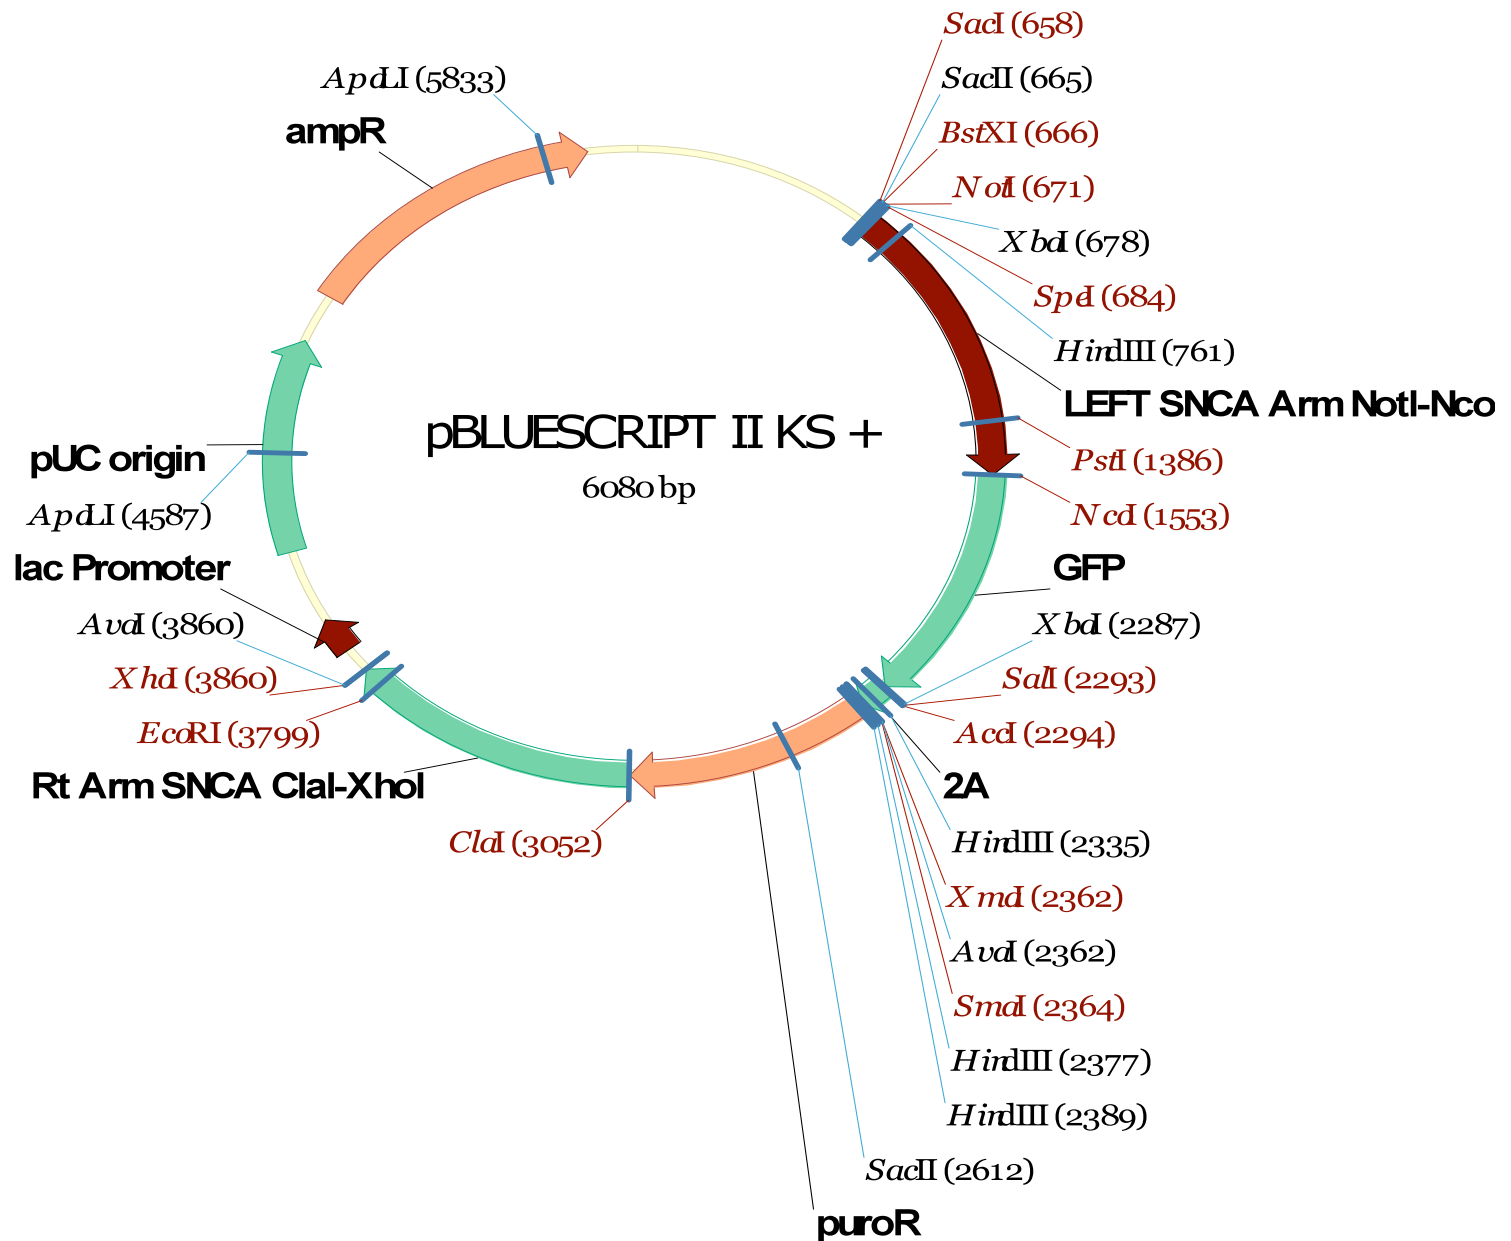 SacI (658)
ApaLI (5833)
SacII (665)
ampR
BstXI (666)
NotI (671)
XbaI (678)
SpeI (684)
HindIII (761)
LEFT SNCA Arm NotI-Nco
pBLUESCRIPT II KS +
6080 bp
pUC origin
PstI (1386)
ApaLI (4587)
NcoI (1553)
lac Promoter
GFP
AvaI (3860)
XbaI (2287)
XhoI (3860)
SalI (2293)
EcoRI (3799)
AccI (2294)
Rt Arm SNCA ClaI-XhoI
2A
ClaI (3052)
HindIII (2335)
XmaI (2362)
AvaI (2362)
SmaI (2364)
HindIII (2377)
HindIII (2389)
SacII (2612)
puroR